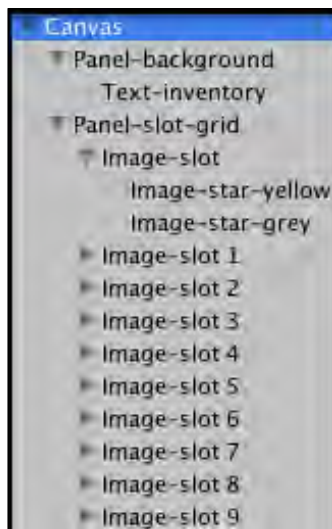 Canvas
Panel-background
Text-inventory
Panel-slot-grid
Image-slot
Image-star-yellow
Image-star-grey
Image-slot 1
Image-slot 2
Image-slot 3
Image-slot 4
Image-slot 5
Image-slot 6
Image-slot 7
Image-slot 8
Image-slot 9